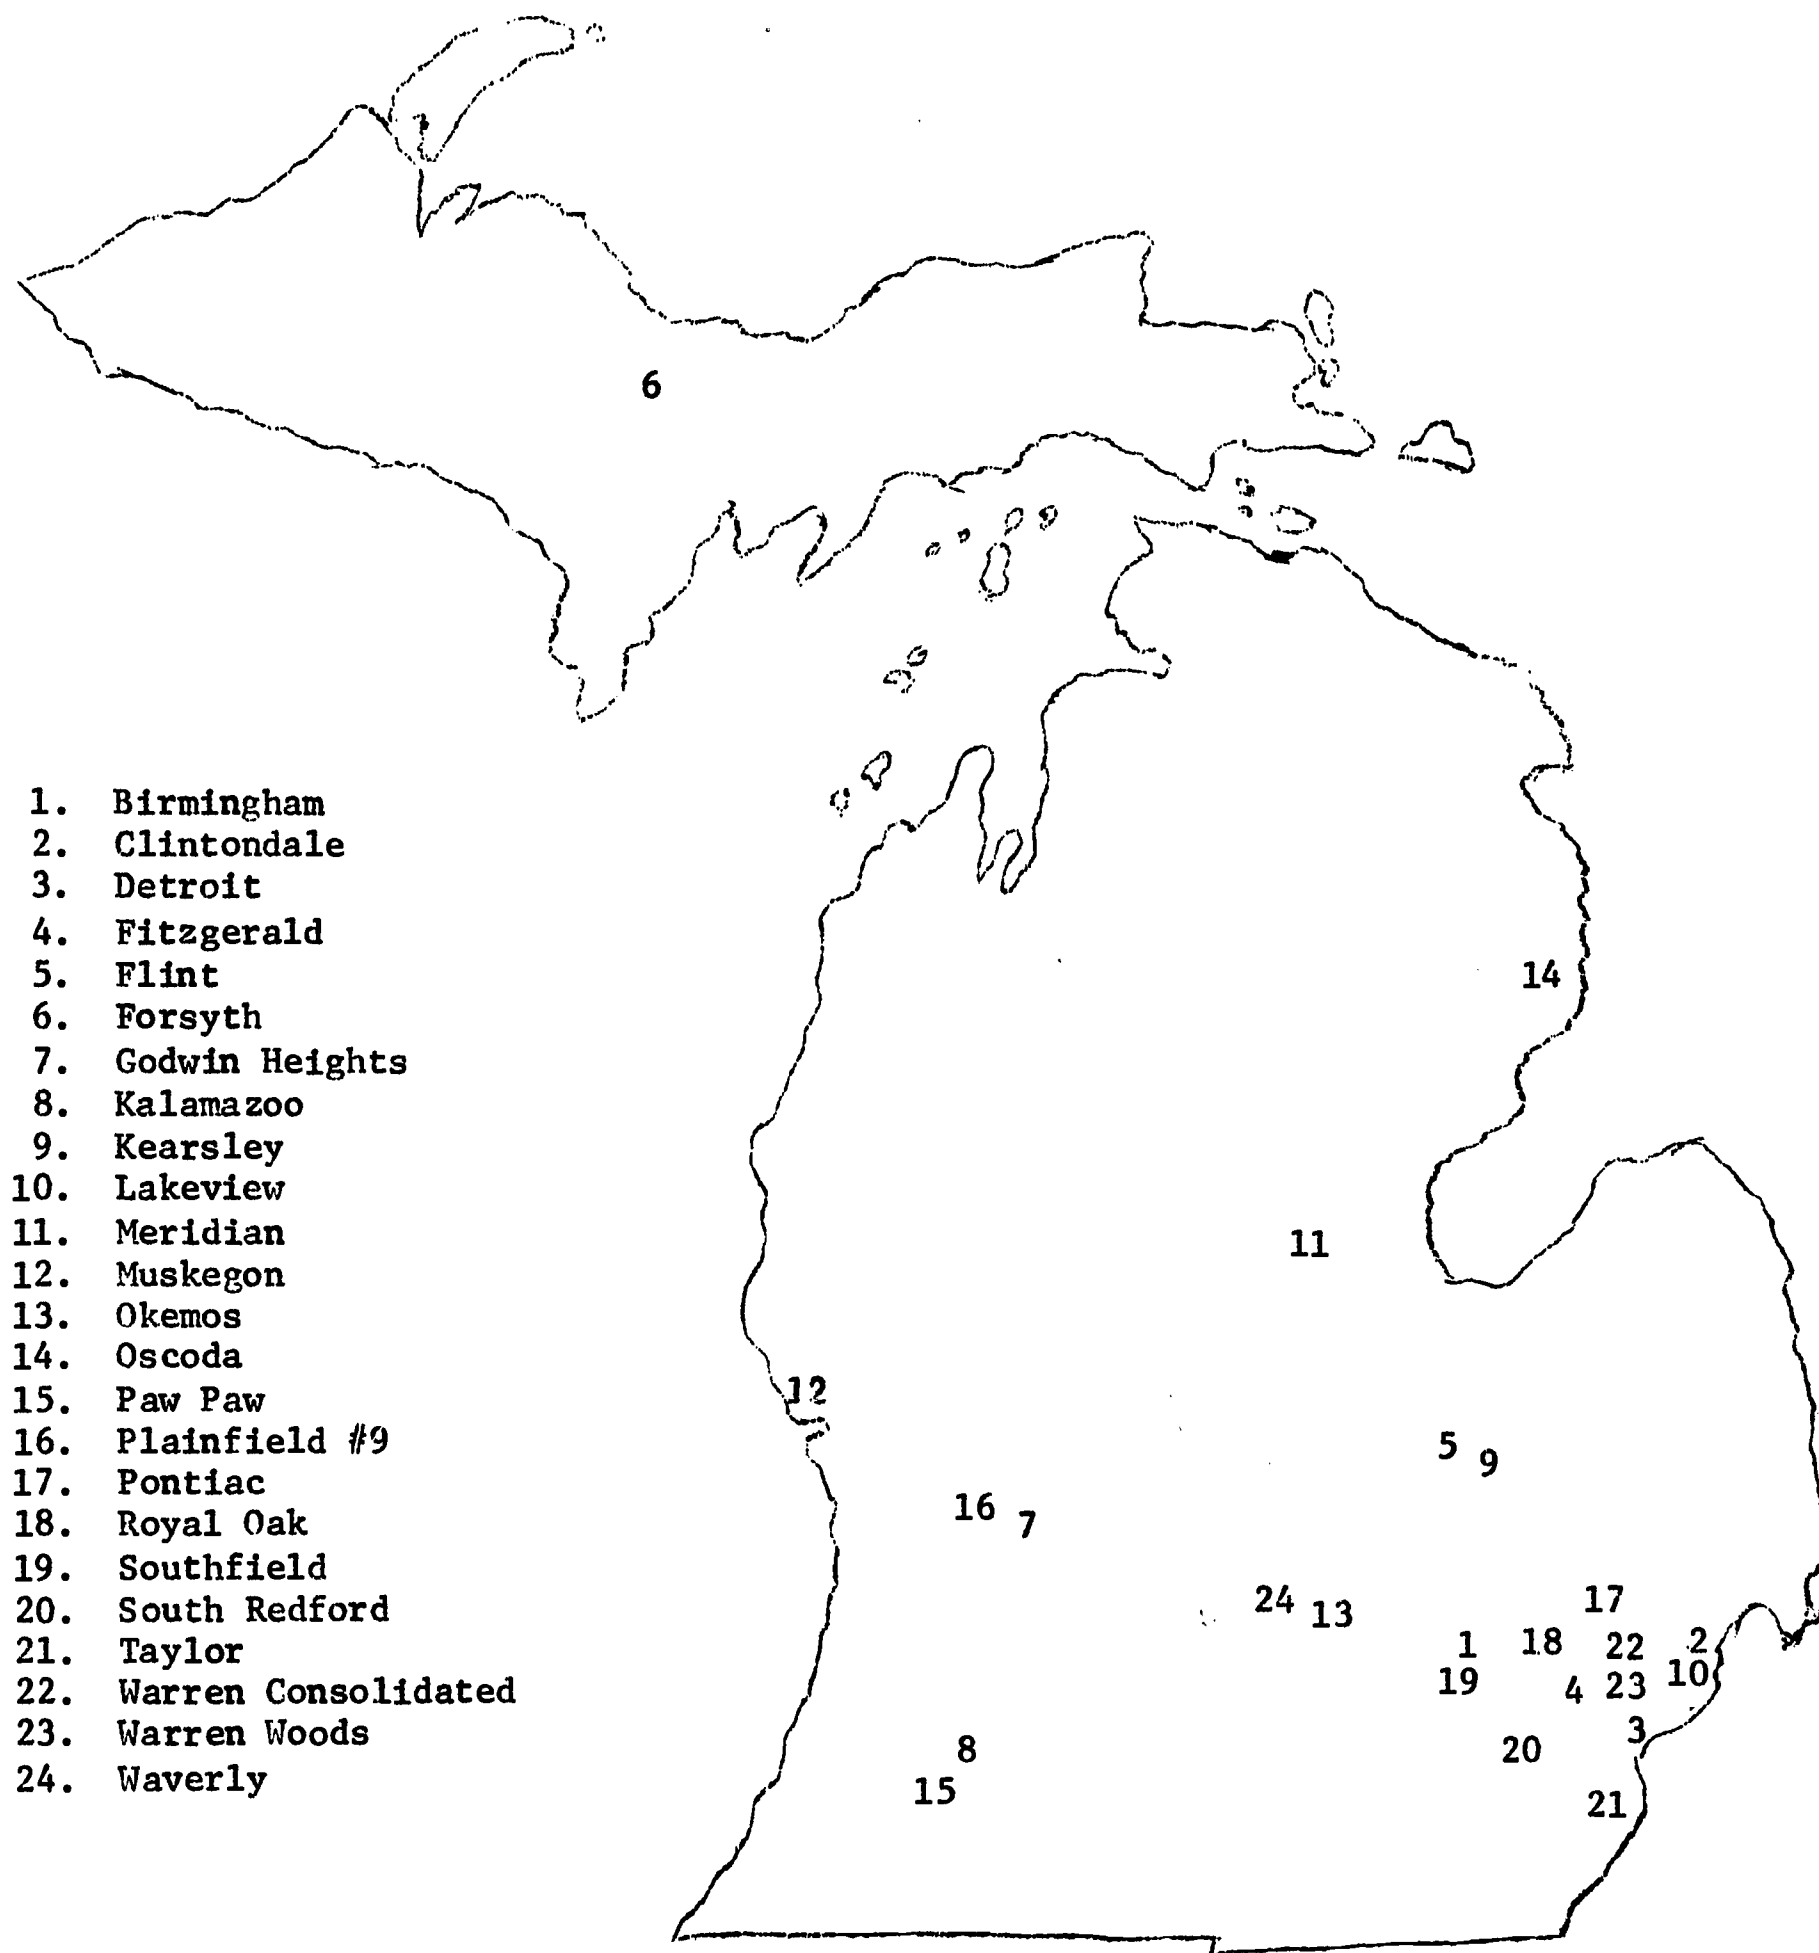 6
1. Birmingham
2. Clintondale
3. Detroit
4. Fitzgerald
5. Flint
6. Forsyth
7. Godwin Heights
8. Kalamazoo
9. Kearsley
10. Lakeview
11. Meridian
12. Muskegon
13. Okemos
14. Oscoda
15. Paw Paw
16. Plainfield #9
17. Pontiac
18. Royal Oak
19. Southfield
20. South Redford
21. Taylor
22. Warren Consolidated
23. Warren Woods
24. Waverly
14
11
12
5 9
16 7
24 13 17
1 18 22 2
19 4 23 10
3
8 20
15 21